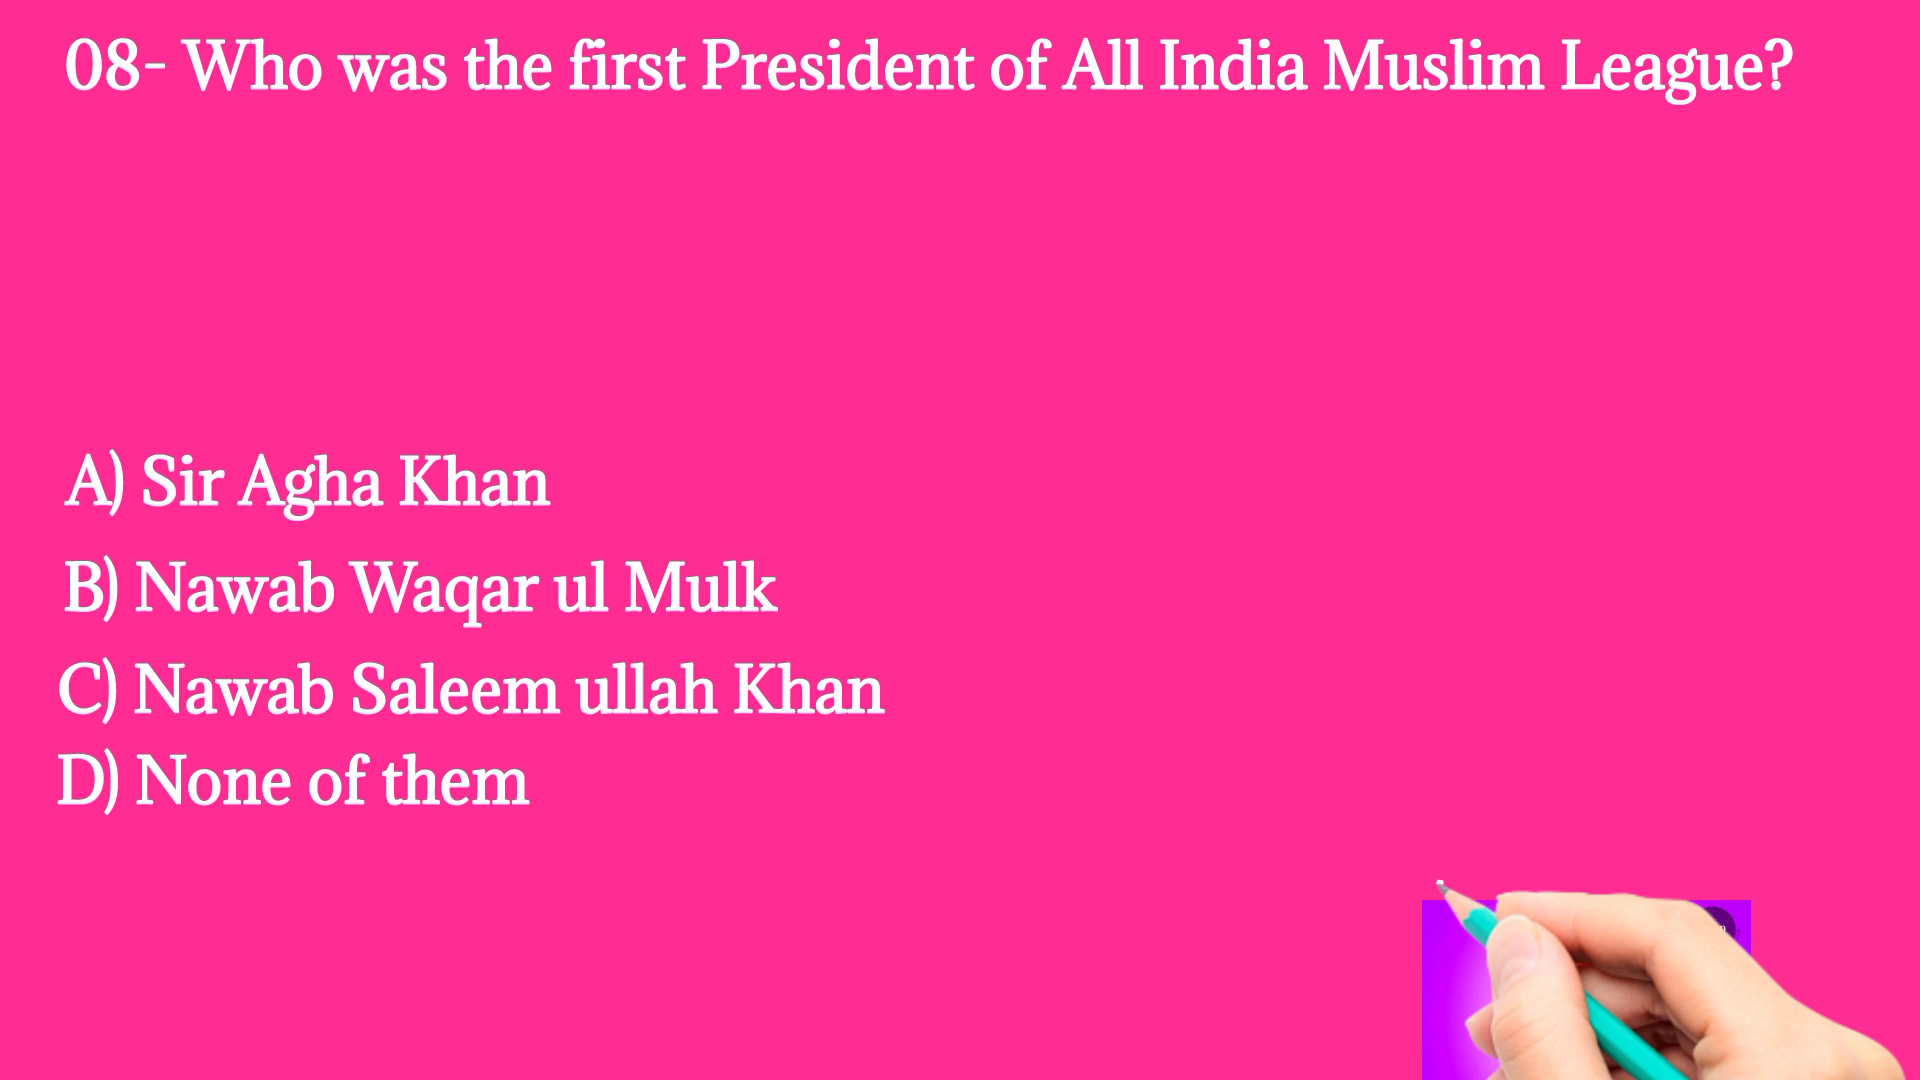 08- Who was the first President of All India Muslim League?
A) Sir Agha Khan
B) Nawab Waqar ul Mulk
C) Nawab Saleem ullah Khan
D) None of them